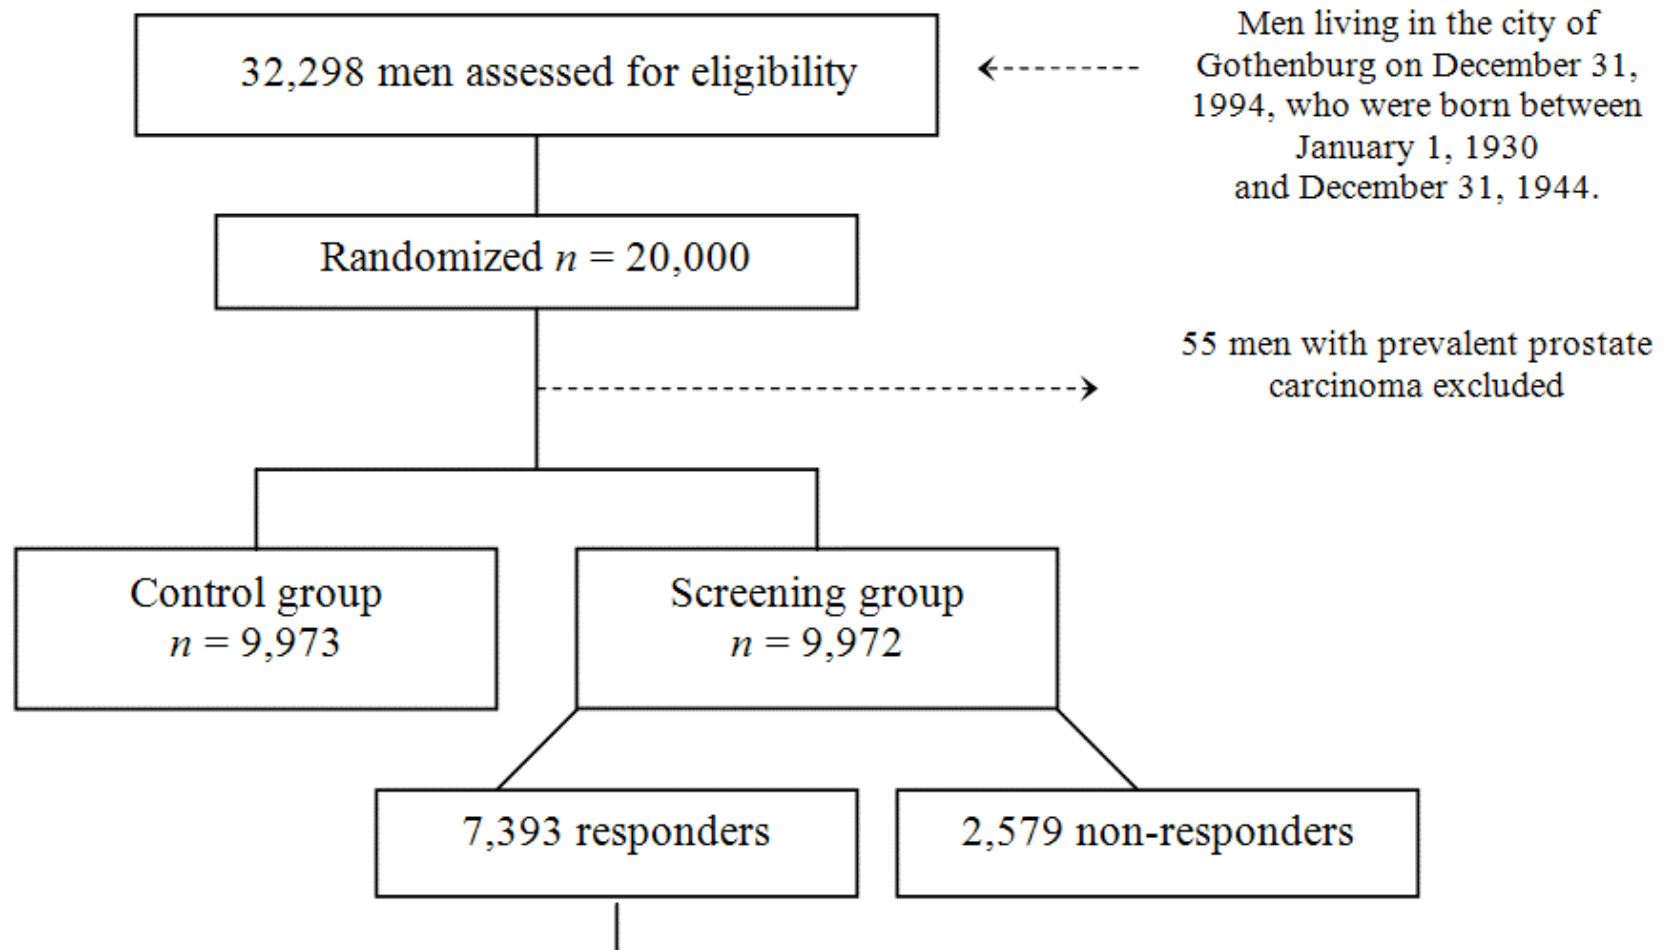 32,298 men assessed for eligibility
Men living in the city of
Gothenburg on December 31,
1994, who were born between
January 1, 1930
and December 31, 1944.
Randomized n = 20,000
55 men with prevalent prostate
carcinoma excluded
Control group
n = 9,973
Screening group
n = 9,972
7,393 responders
2,579 non-responders